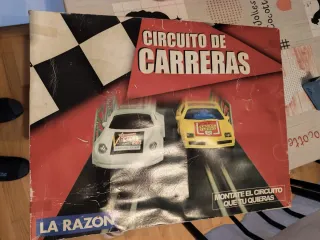 CIRCUITO DE
CARRERAS
MONTATE EL CIRCUITO
QUE TU QUIERAS
LA RAZON